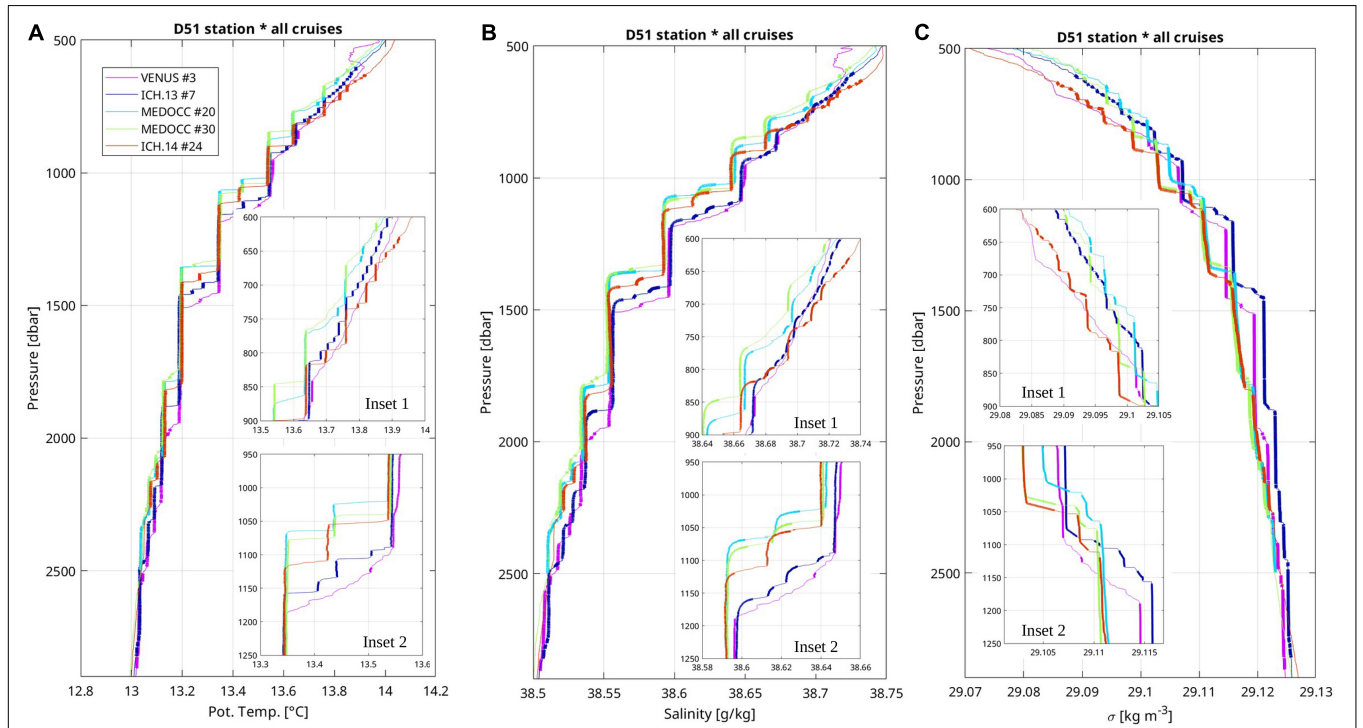 A
D51 station * all cruises
500
1000
1500
2000
2500
Pressure [dbar]
12.8 13 13.2 13.4 13.6 13.8 14 14.2
Pot. Temp. [°C]
VENUS #3
ICH.13 #7
MEDOCC #20
MEDOCC #30
ICH.14 #24
600
650
700
750
800
850
900
13.5 13.6 13.7 13.8 13.9 14
Inset 1
950
1000
1050
1100
1150
1200
1250
13.3 13.4 13.5 13.6
Inset 2
B
D51 station * all cruises
500
1000
1500
2000
2500
Pressure [dbar]
38.5 38.55 38.6 38.65 38.7 38.75
Salinity [g/kg]
600
650
700
750
800
850
900
38.64 38.66 38.68 38.7 38.72 38.74
Inset 1
950
1000
1050
1100
1150
1200
1250
38.58 38.6 38.62 38.64 38.66
Inset 2
C
D51 station * all cruises
500
1000
1500
2000
2500
Pressure [dbar]
29.07 29.08 29.09 29.1 29.11 29.12 29.13
σ [kg m⁻³]
600
650
700
750
800
850
900
29.08 29.085 29.09 29.095 29.1 29.105
Inset 1
950
1000
1050
1100
1150
1200
1250
29.105 29.11 29.115
Inset 2